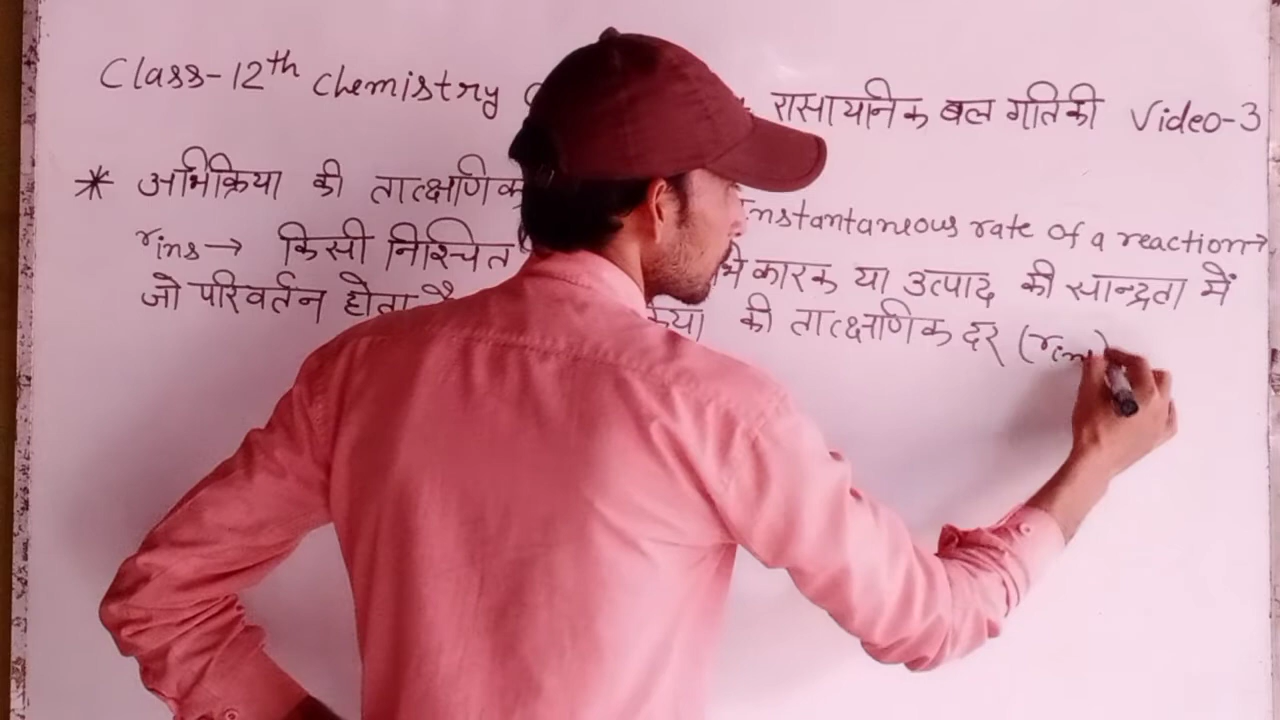 Class-12th Chemistry रासायनिक बल गतिकी Video-3
* अभिक्रिया की तात्क्षणिक Instantaneous rate of a reaction→
rins → किसी निश्चित कारक या उत्पाद की सान्द्रता में
जो परिवर्तन होता की तात्क्षणिक दर (rins)